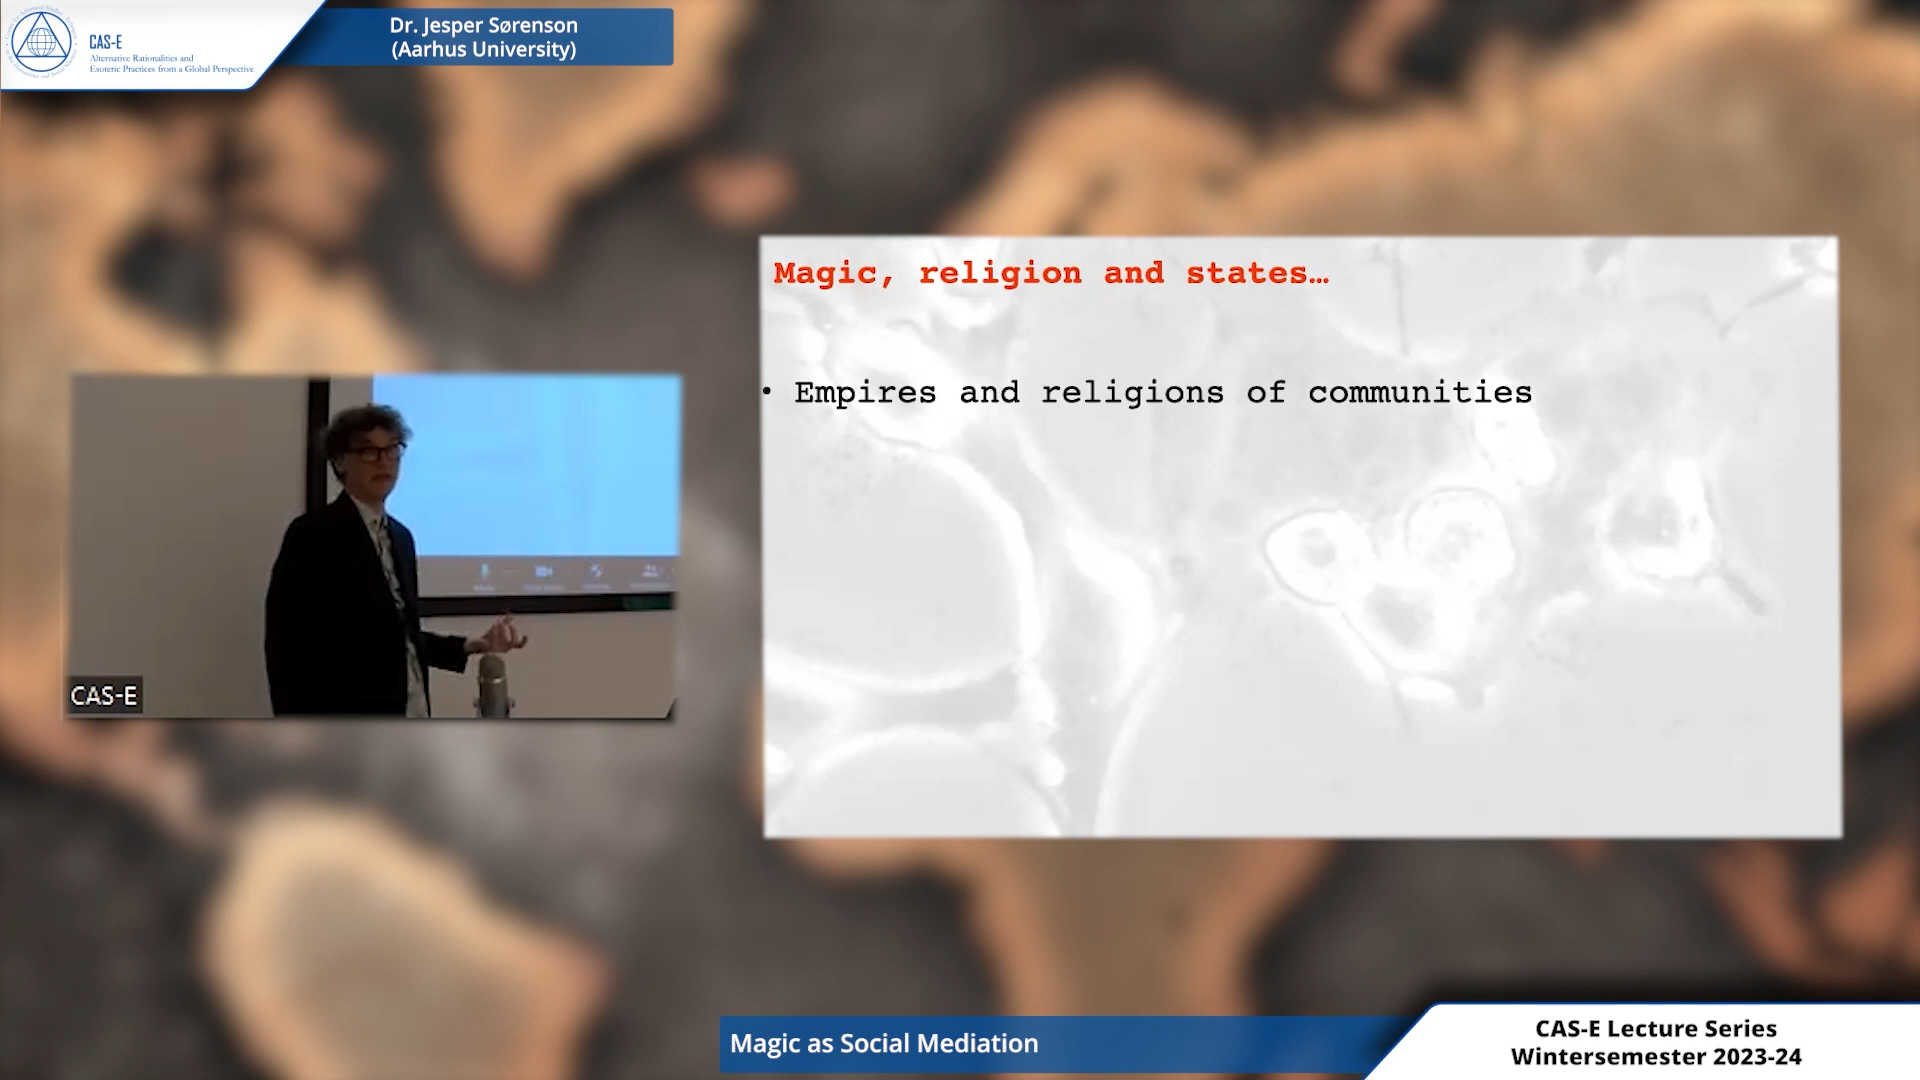 CAS-E
Alternative Rationalities and
Esoteric Practices from a Global Perspective
Dr. Jesper Sørenson
(Aarhus University)
Magic, religion and states…
• Empires and religions of communities
CAS-E
Magic as Social Mediation
CAS-E Lecture Series
Wintersemester 2023-24